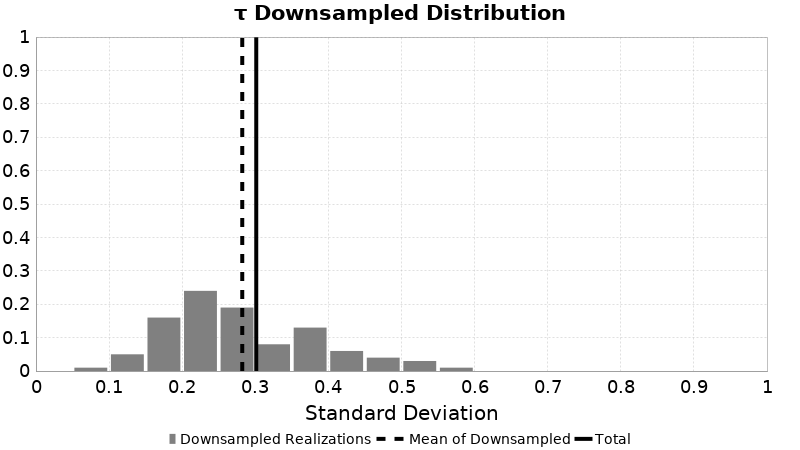 τ Downsampled Distribution
1
0.9
0.8
0.7
0.6
0.5
0.4
0.3
0.2
0.1
0
0 0.1 0.2 0.3 0.4 0.5 0.6 0.7 0.8 0.9 1
Standard Deviation
Downsampled Realizations Mean of Downsampled Total